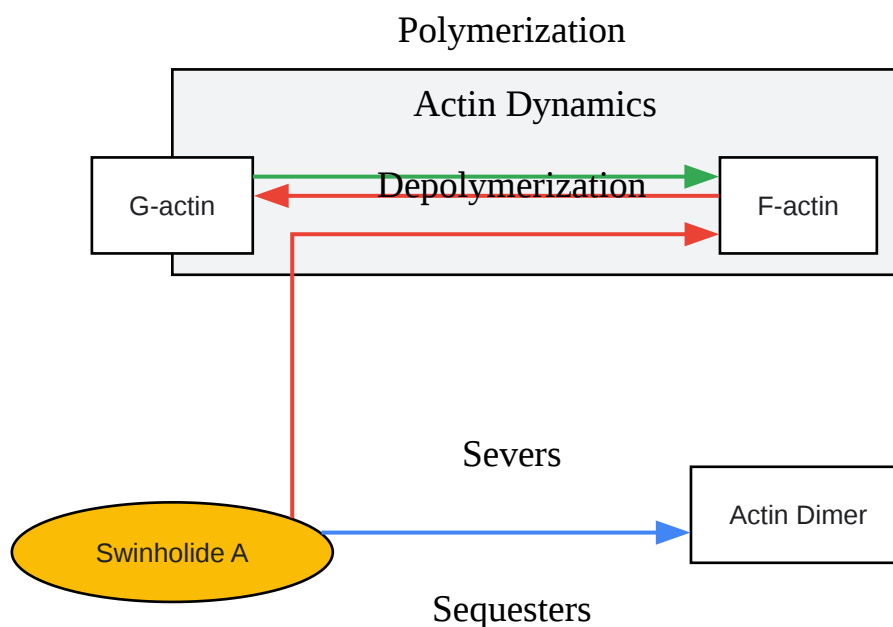 Polymerization
Actin Dynamics
Depolymerization
G-actin
F-actin
Severs
Actin Dimer
Swinholide A
Sequesters